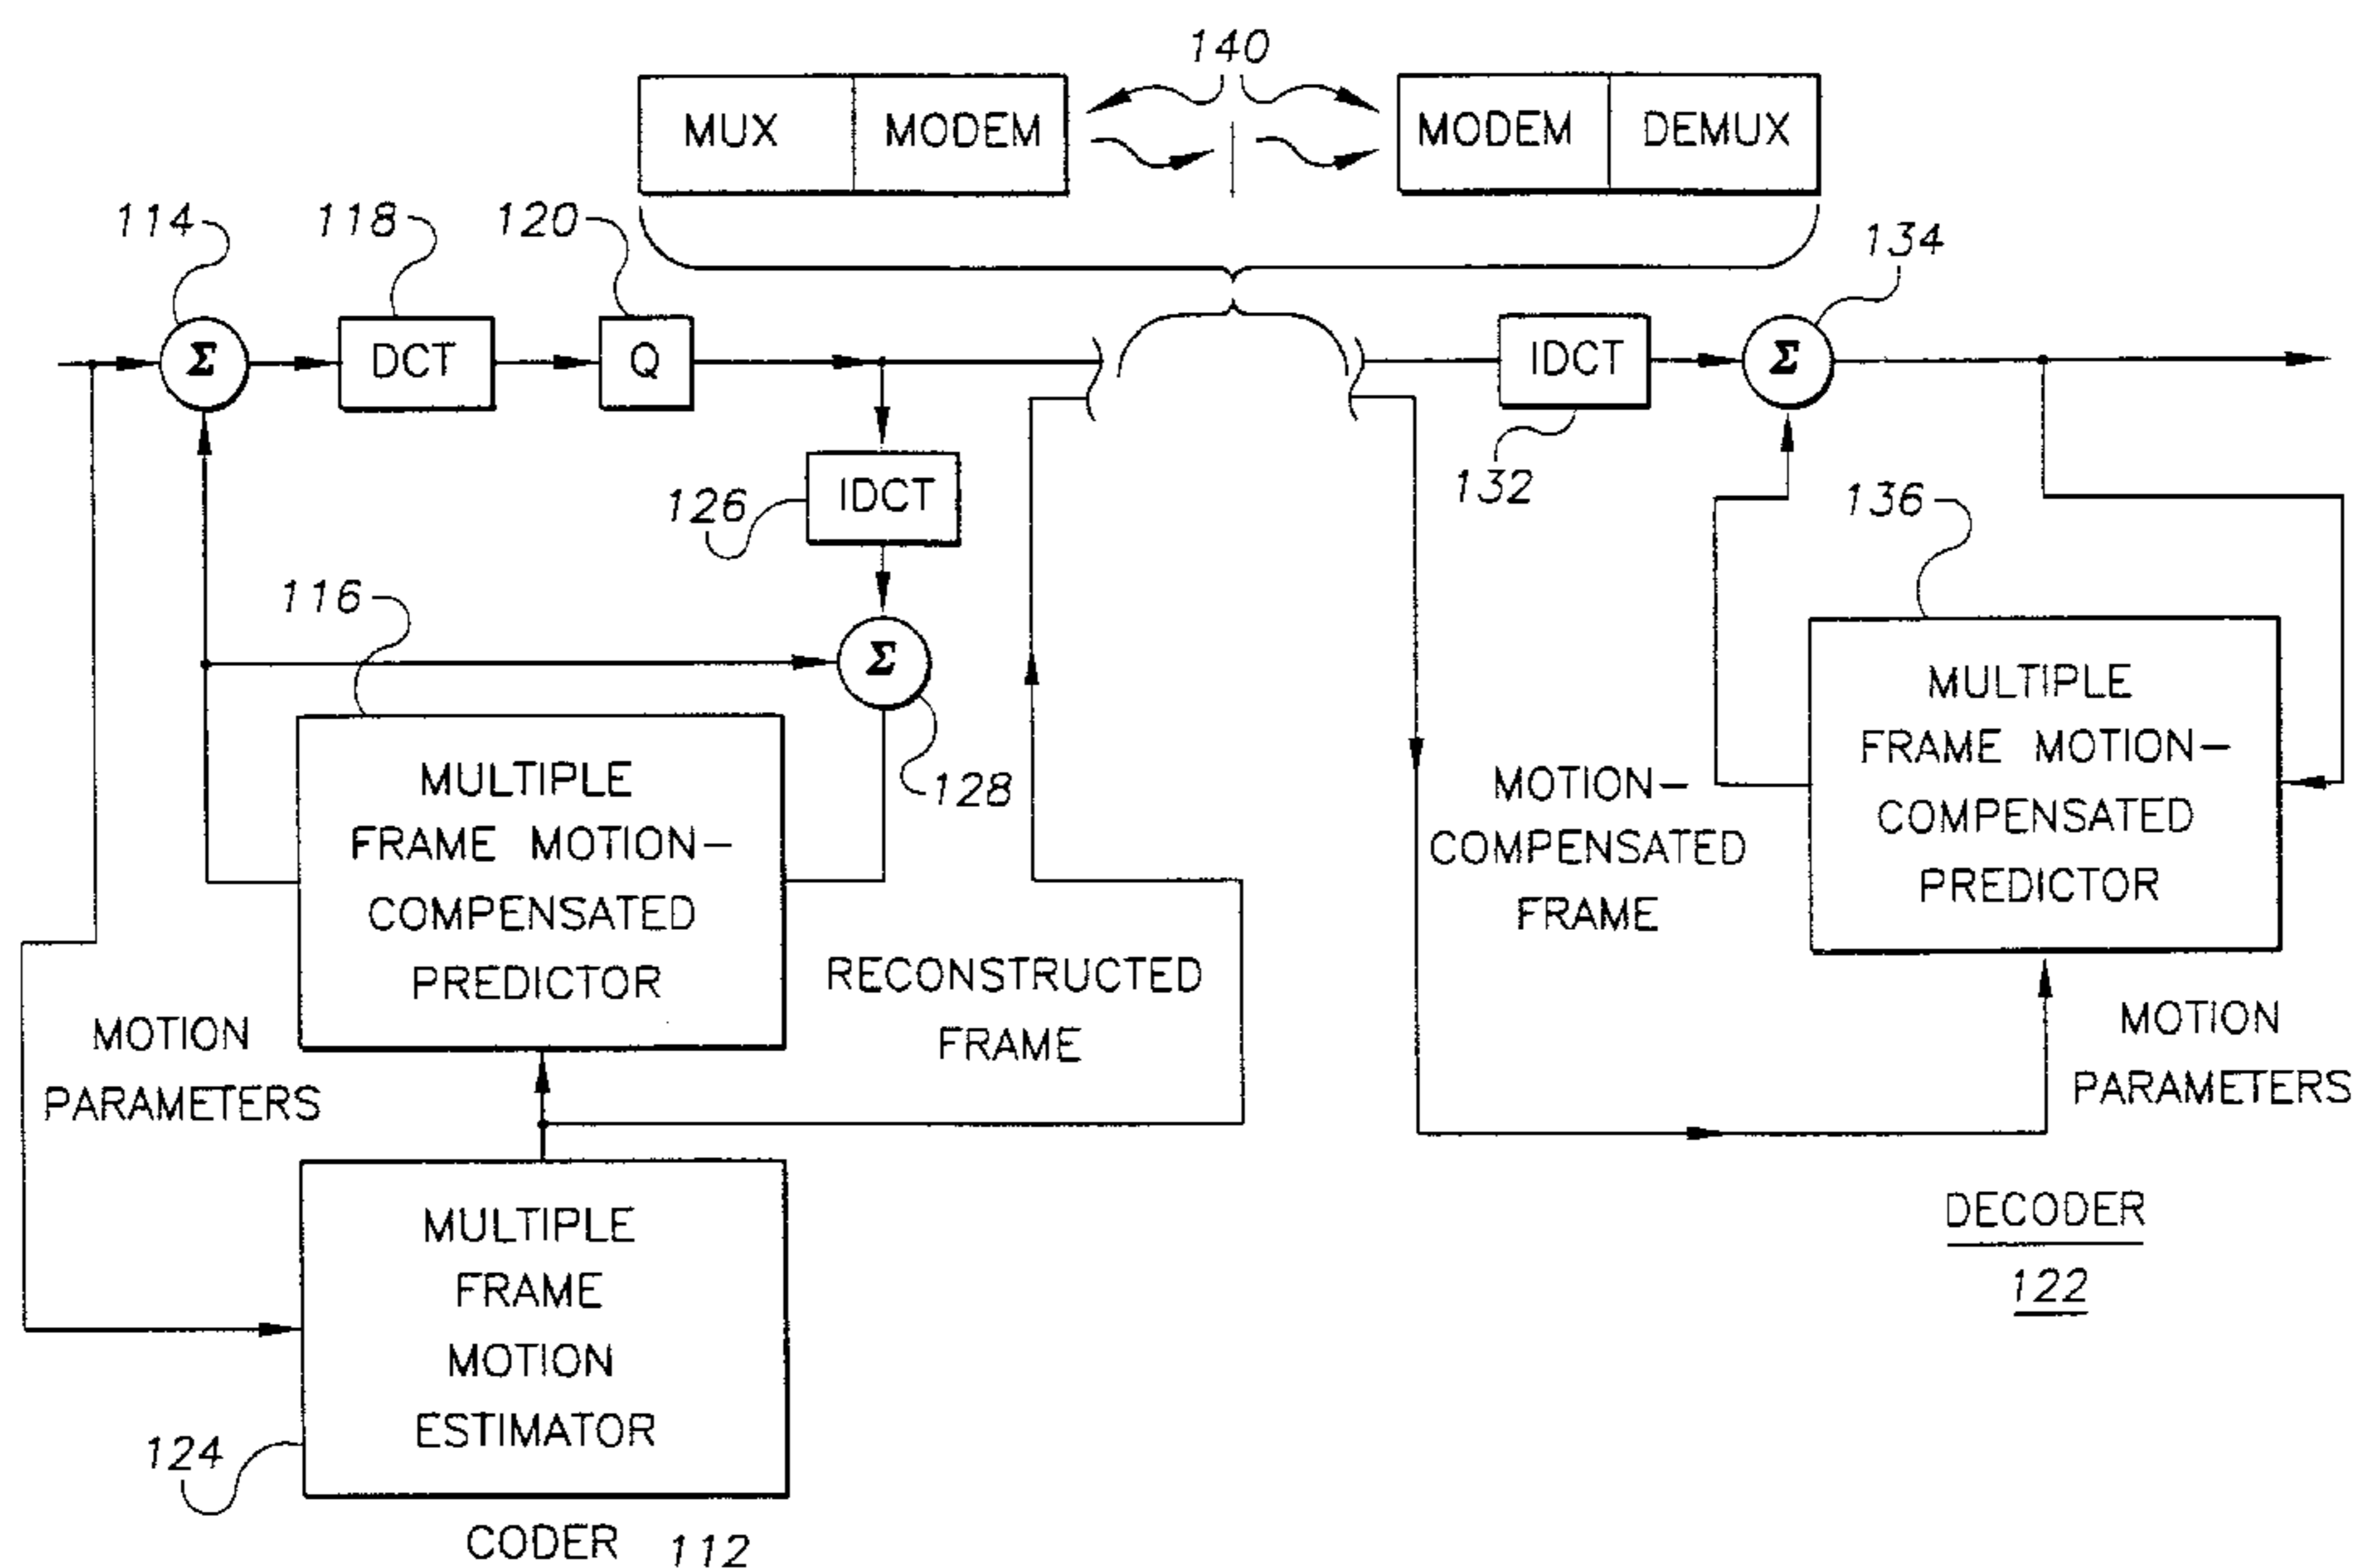 140
MUX MODEM MODEM DEMUX
114 118 120 134
Σ DCT Q IDCT Σ
126 IDCT 132 136
116
Σ
128
MULTIPLE
FRAME MOTION-
COMPENSATED
PREDICTOR
MOTION-
COMPENSATED
FRAME
MULTIPLE
FRAME MOTION-
COMPENSATED
PREDICTOR
RECONSTRUCTED
FRAME
MOTION
PARAMETERS
MOTION
PARAMETERS
MULTIPLE
FRAME
MOTION
ESTIMATOR
124
DECODER
122
CODER 112